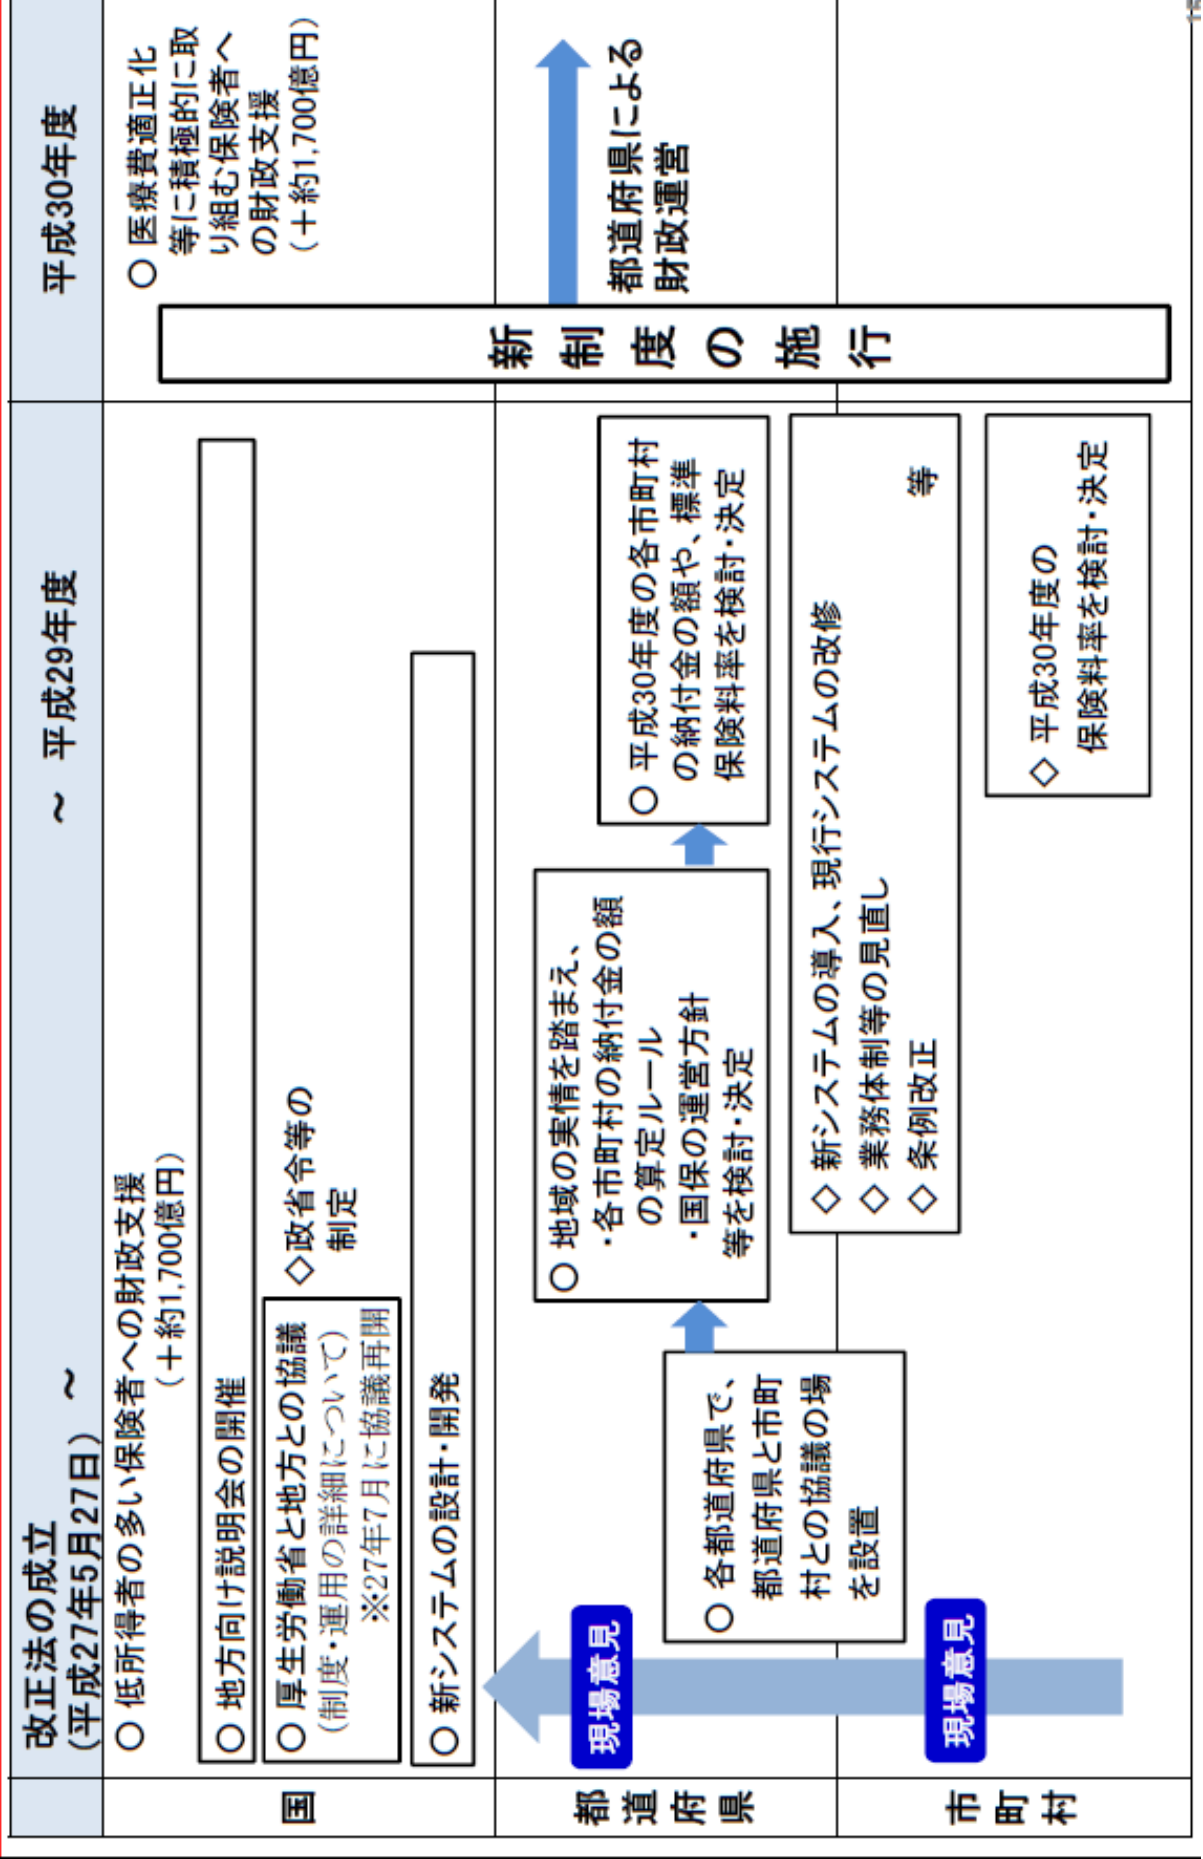 改正法の成立 ～
(平成27年5月27日)
～ 平成29年度
平成30年度
国
○ 低所得者の多い保険者への財政支援
(＋約1,700億円)
○ 地方向け説明会の開催
○ 厚生労働省と地方との協議
(制度・運用の詳細について)
※27年7月に協議再開
◇政省令等の
制定
○ 新システムの設計・開発
○ 医療費適正化
等に積極的に取
り組む保険者へ
の財政支援
(＋約1,700億円)
新制度の施行
都道府県
現場意見
○ 各都道府県で、
都道府県と市町
村との協議の場
を設置
○ 地域の実情を踏まえ、
・各市町村の納付金の額
の算定ルール
・国保の運営方針
等を検討・決定
○ 平成30年度の各市町村
の納付金の額や、標準
保険料率を検討・決定
都道府県による
財政運営
市町村
現場意見
◇ 新システムの導入、現行システムの改修
◇ 業務体制等の見直し
◇ 条例改正 等
◇ 平成30年度の
保険料率を検討・決定